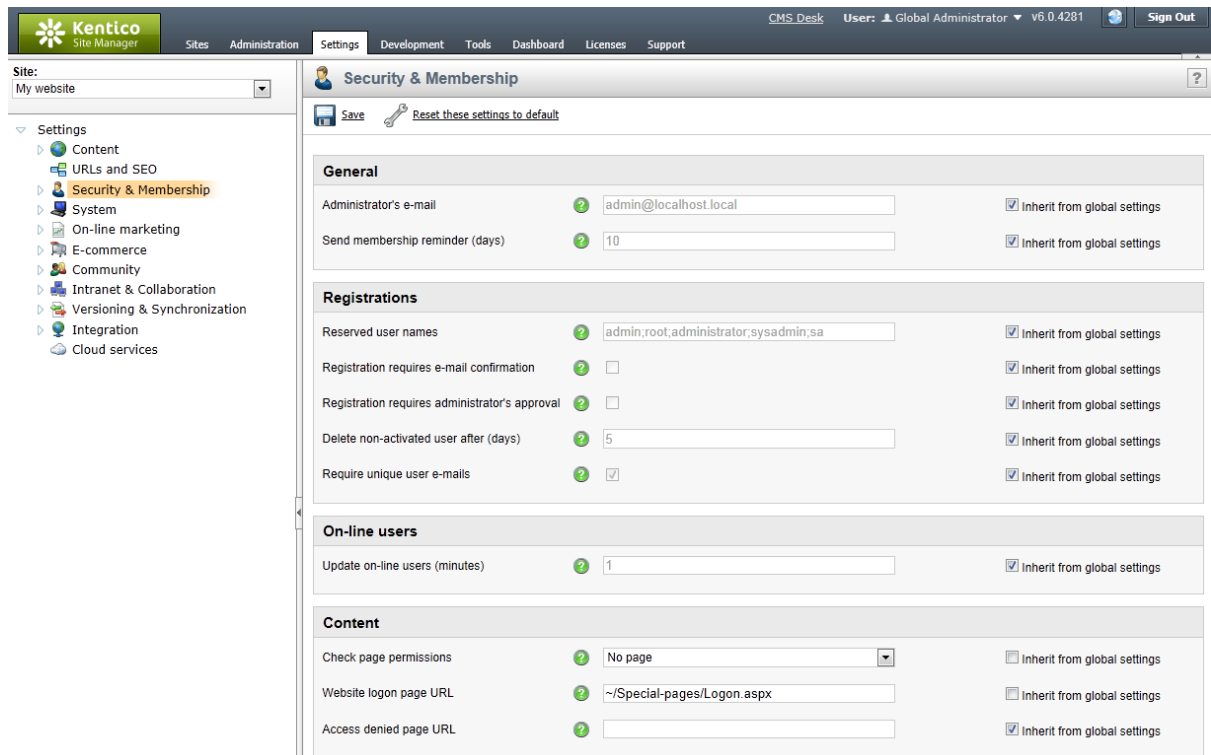 Kentico
Site Manager
CMS Desk User: Global Administrator v6.0.4281 Sign Out
Sites Administration Settings Development Tools Dashboard Licenses Support
Site:
My website
Settings
Content
URLs and SEO
Security & Membership
System
On-line marketing
E-commerce
Community
Intranet & Collaboration
Versioning & Synchronization
Integration
Cloud services
Security & Membership ?
Save Reset these settings to default
General
Administrator's e-mail ? admin@localhost.local Inherit from global settings
Send membership reminder (days) ? 10 Inherit from global settings
Registrations
Reserved user names ? admin;root;administrator;sysadmin;sa Inherit from global settings
Registration requires e-mail confirmation ? Inherit from global settings
Registration requires administrator's approval ? Inherit from global settings
Delete non-activated user after (days) ? 5 Inherit from global settings
Require unique user e-mails ? Inherit from global settings
On-line users
Update on-line users (minutes) ? 1 Inherit from global settings
Content
Check page permissions ? No page Inherit from global settings
Website logon page URL ? ~/Special-pages/Logon.aspx Inherit from global settings
Access denied page URL ? Inherit from global settings